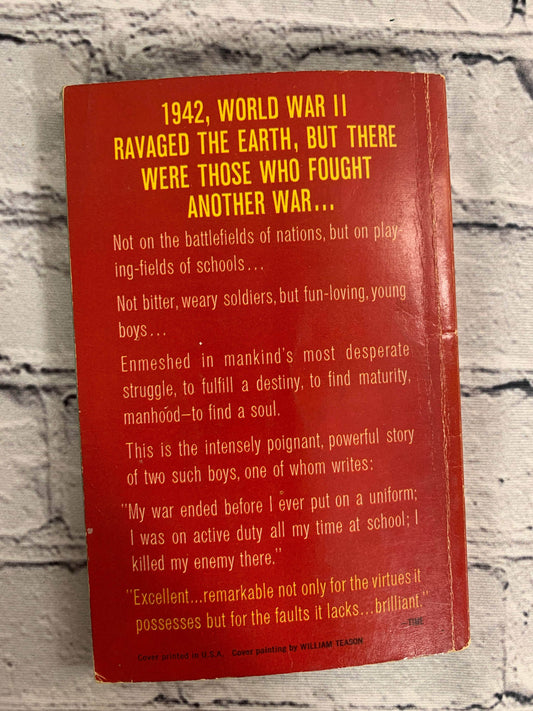 1942, WORLD WAR II
RAVAGED THE EARTH, BUT THERE
WERE THOSE WHO FOUGHT
ANOTHER WAR...
Not on the battlefields of nations, but on play-
ing-fields of schools...
Not bitter, weary soldiers, but fun-loving, young
boys...
Enmeshed in mankind's most desperate
struggle, to fulfill a destiny, to find maturity,
manhood—to find a soul.
This is the intensely poignant, powerful story
of two such boys, one of whom writes:
"My war ended before I ever put on a uniform;
I was on active duty all my time at school; I
killed my enemy there."
"Excellent...remarkable not only for the virtues it
possesses but for the faults it lacks...brilliant."
—TIME
Cover printed in U.S.A. Cover painting by WILLIAM TEASON